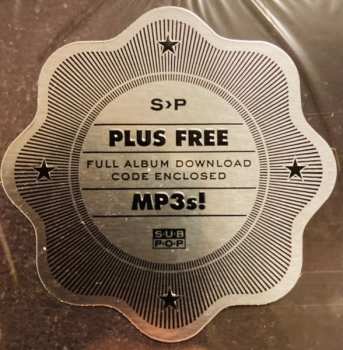 S>P
PLUS FREE
FULL ALBUM DOWNLOAD
CODE ENCLOSED
MP3s!
SUB
POP